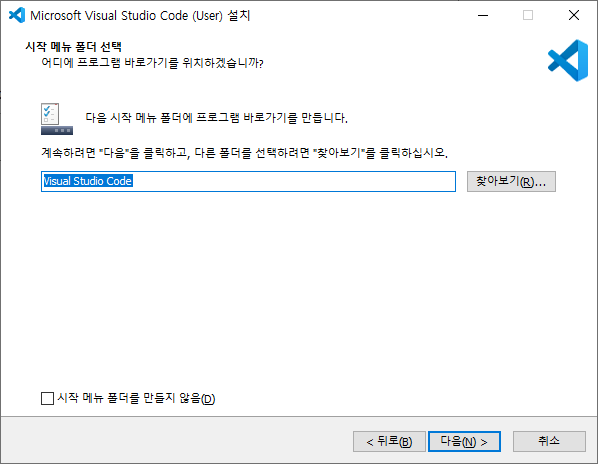 Microsoft Visual Studio Code (User) 설치
시작 메뉴 폴더 선택
어디에 프로그램 바로가기를 위치하겠습니까?
다음 시작 메뉴 폴더에 프로그램 바로가기를 만듭니다.
계속하려면 "다음"을 클릭하고, 다른 폴더를 선택하려면 "찾아보기"를 클릭하십시오.
Visual Studio Code 찾아보기(R)...
시작 메뉴 폴더를 만들지 않음(D)
< 뒤로(B) 다음(N) > 취소